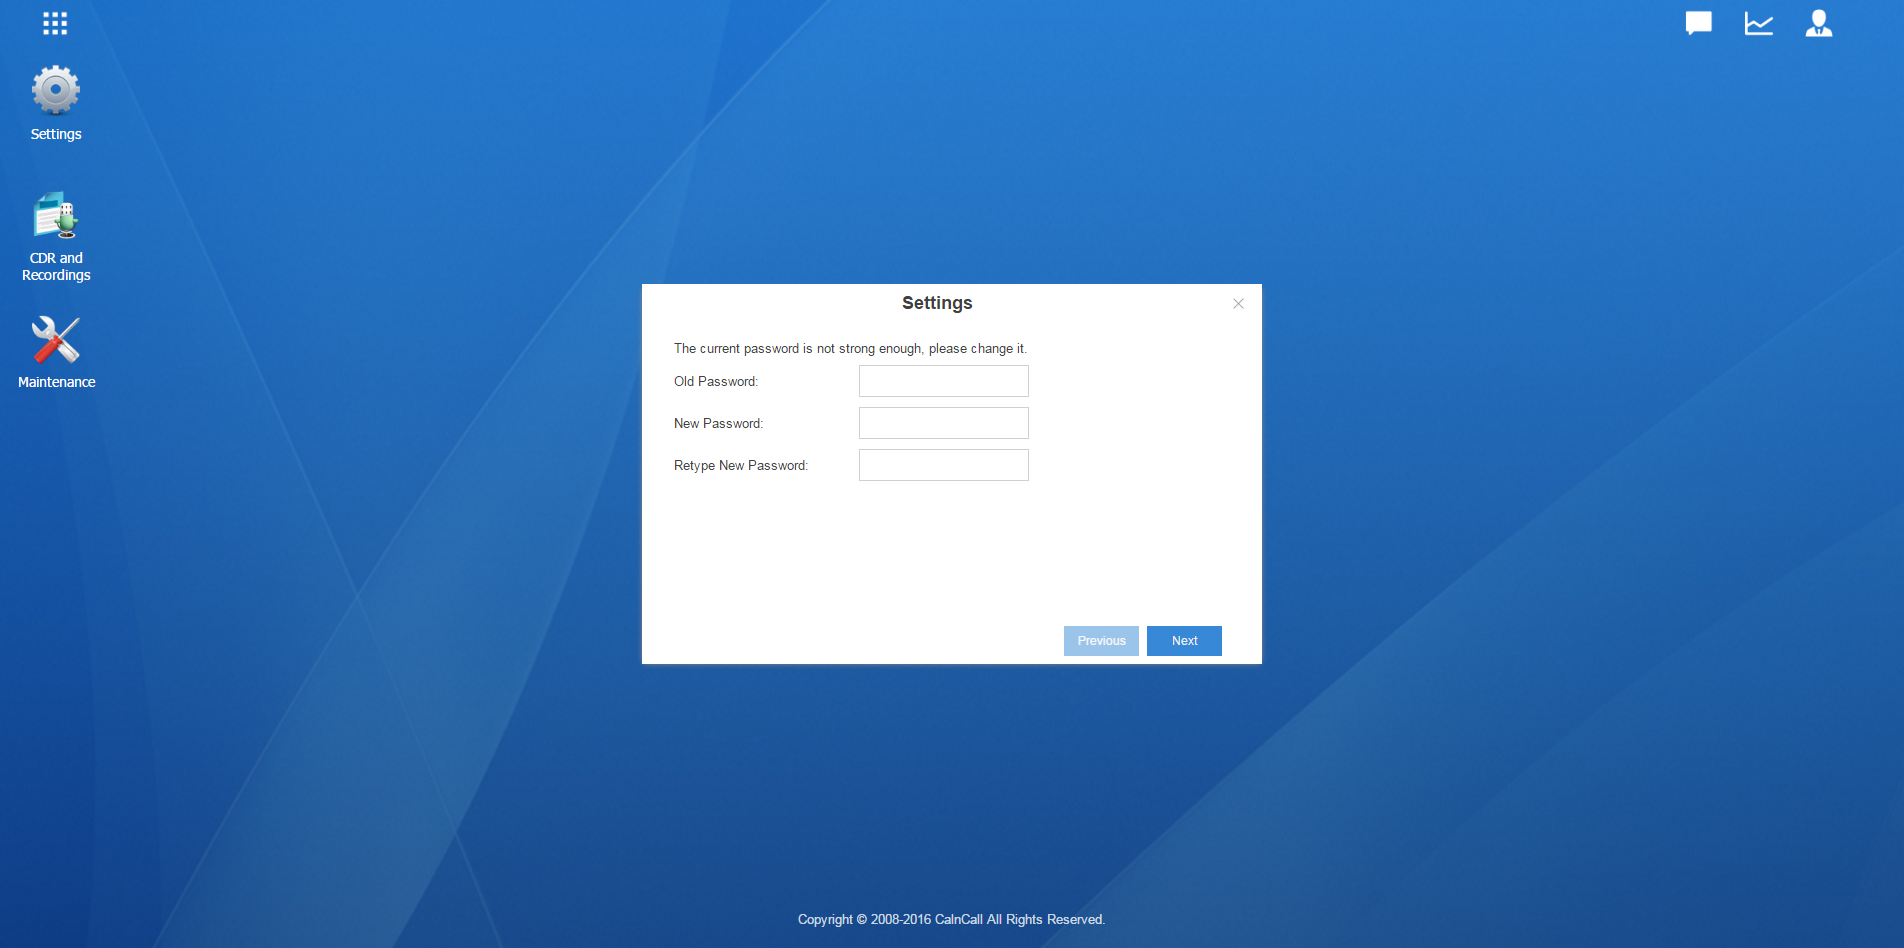 Settings
CDR and
Recordings
Maintenance
Settings
The current password is not strong enough, please change it.
Old Password:
New Password:
Retype New Password:
Previous Next
Copyright © 2008-2016 CalnCall All Rights Reserved.